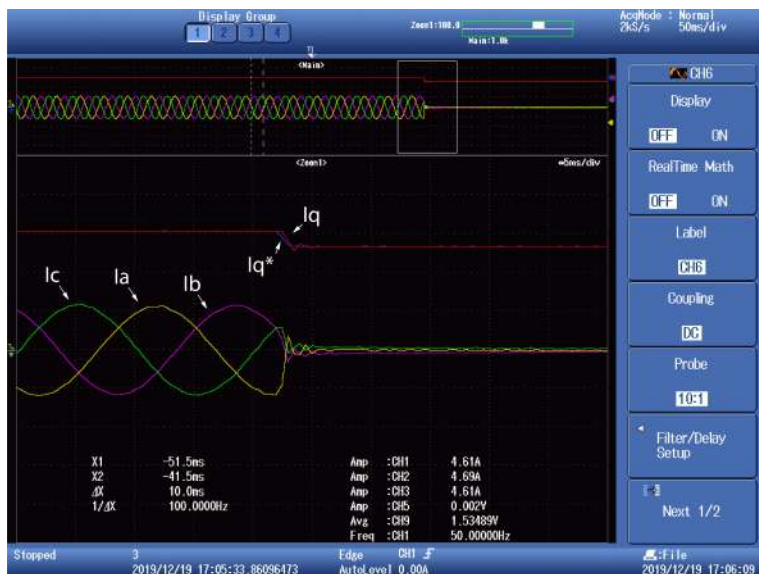 Display Group
1 2 3 4
Zoom1:100.0
Main:1.0k
AcqMode : Normal
2kS/s 50ms/div
<Main>
CH6
Display
OFF ON
<Zoom1>
5ms/div
RealTime Math
OFF ON
Iq
Iq*
Label
CH6
Ic Ia Ib
Coupling
DC
Probe
10:1
Filter/Delay
Setup
X1 -51.5ms
X2 -41.5ms
ΔX 10.0ms
1/ΔX 100.0000Hz
Amp :CH1 4.61A
Amp :CH2 4.69A
Amp :CH3 4.61A
Amp :CH5 0.002V
Avg :CH9 1.53489V
Freq :CH1 50.00000Hz
Next 1/2
Stopped 3 Edge CH1
2019/12/19 17:05:33.86096473 AutoLevel 0.00A
:File
2019/12/19 17:06:09